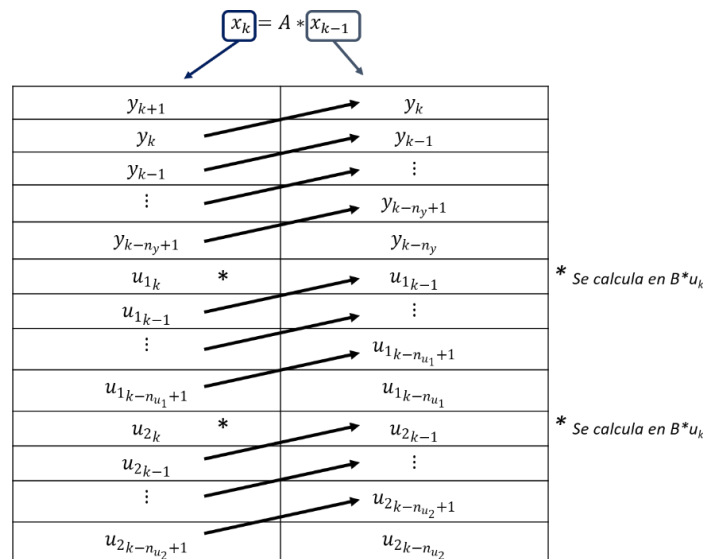 x_k = A * x_{k-1}
y_{k+1} y_k
y_k y_{k-1}
y_{k-1} ⋮
⋮ y_{k-n_y+1}
y_{k-n_y+1} y_{k-n_y}
u_{1_k} * u_{1_{k-1}} * Se calcula en B*u_k
u_{1_{k-1}} ⋮
⋮ u_{1_{k-n_{u_1}+1}}
u_{1_{k-n_{u_1}+1}} u_{1_{k-n_{u_1}}}
u_{2_k} * u_{2_{k-1}} * Se calcula en B*u_k
u_{2_{k-1}} ⋮
⋮ u_{2_{k-n_{u_2}+1}}
u_{2_{k-n_{u_2}+1}} u_{2_{k-n_{u_2}}}